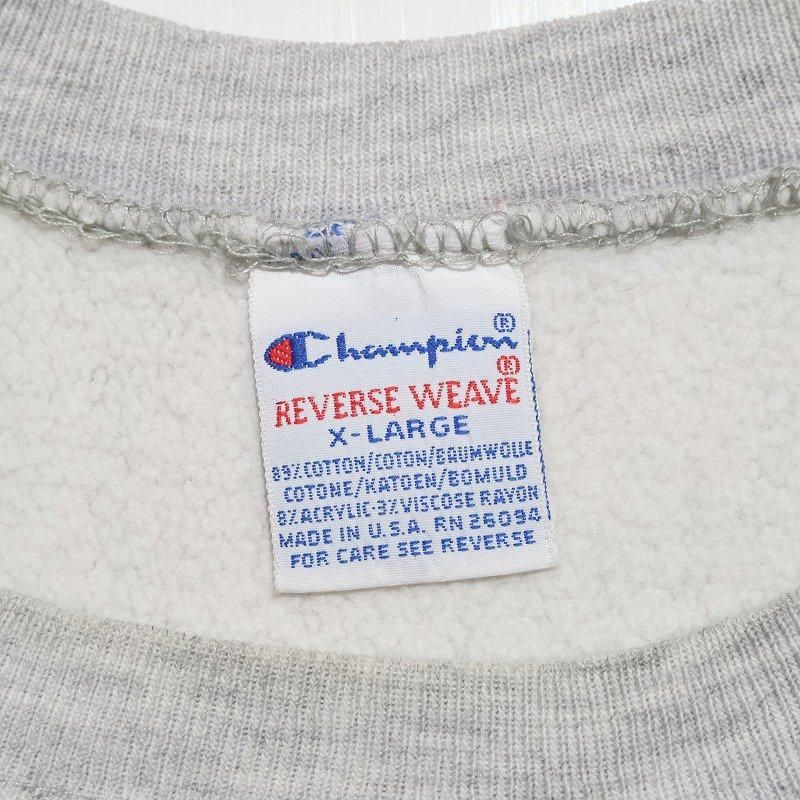 Champion®
REVERSE WEAVE®
X-LARGE
89% COTTON/COTON/BAUMWOLLE
COTONE/KATOEN/BOMULD
8% ACRYLIC-3% VISCOSE RAYON
MADE IN U.S.A. RN 26094
FOR CARE SEE REVERSE